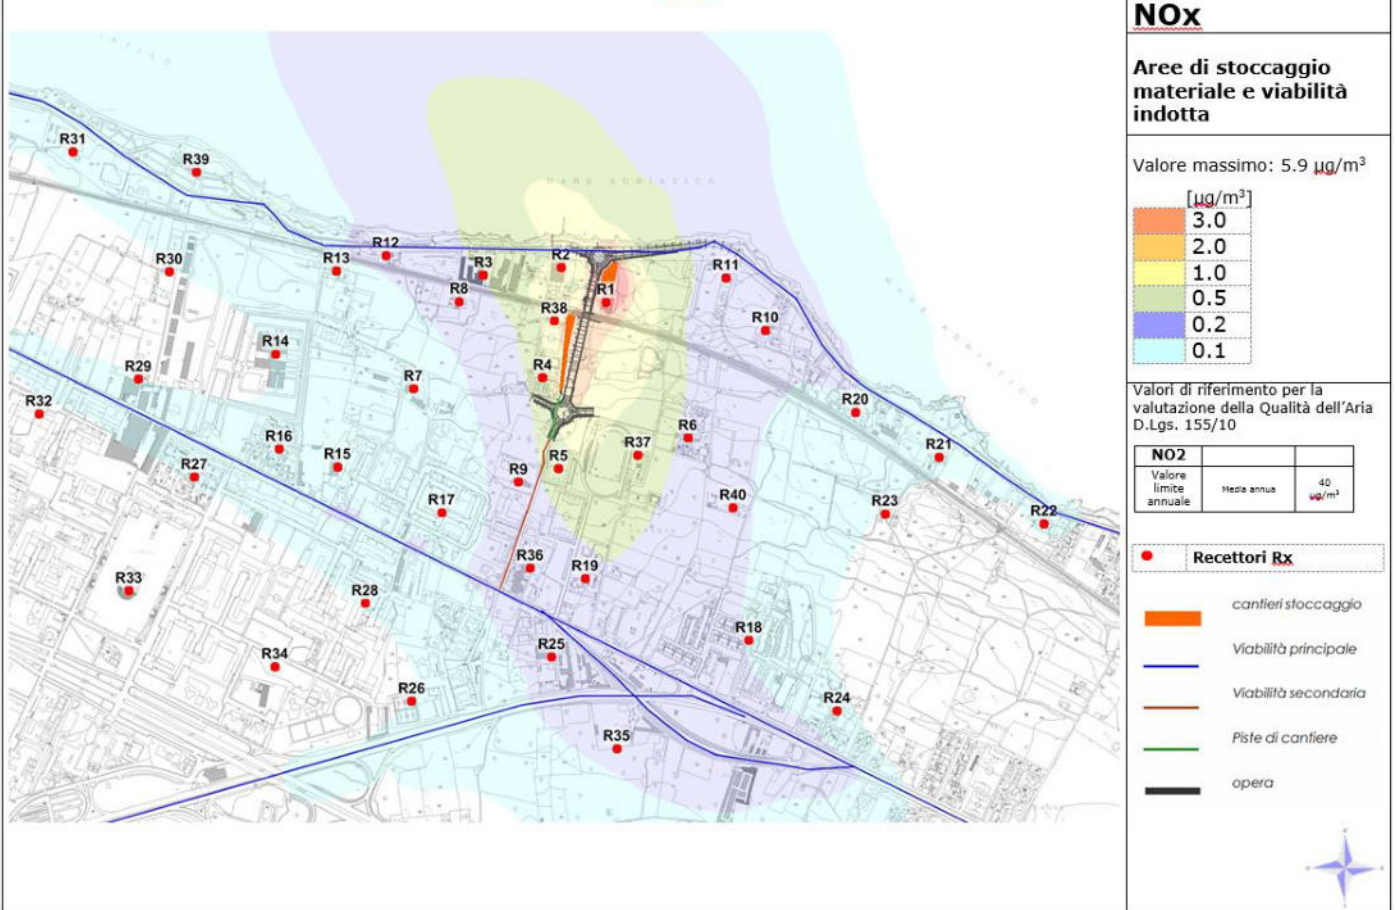 NOx
Aree di stoccaggio
materiale e viabilità
indotta
Valore massimo: 5.9 µg/m³
[µg/m³]
3.0
2.0
1.0
0.5
0.2
0.1
Valori di riferimento per la
valutazione della Qualità dell'Aria
D.Lgs. 155/10
NO2
Valore
limite
annuale
Media annua
40
µg/m³
Recettori Rx
cantieri stoccaggio
Viabilità principale
Viabilità secondaria
Piste di cantiere
opera
MARE ADRIATICO
R31
R39
R30
R13
R12
R3
R2
R8
R1
R38
R11
R10
R14
R29
R7
R4
R32
R20
R16
R15
R6
R21
R27
R9
R5
R37
R17
R40
R23
R22
R33
R28
R36
R19
R34
R25
R18
R26
R24
R35